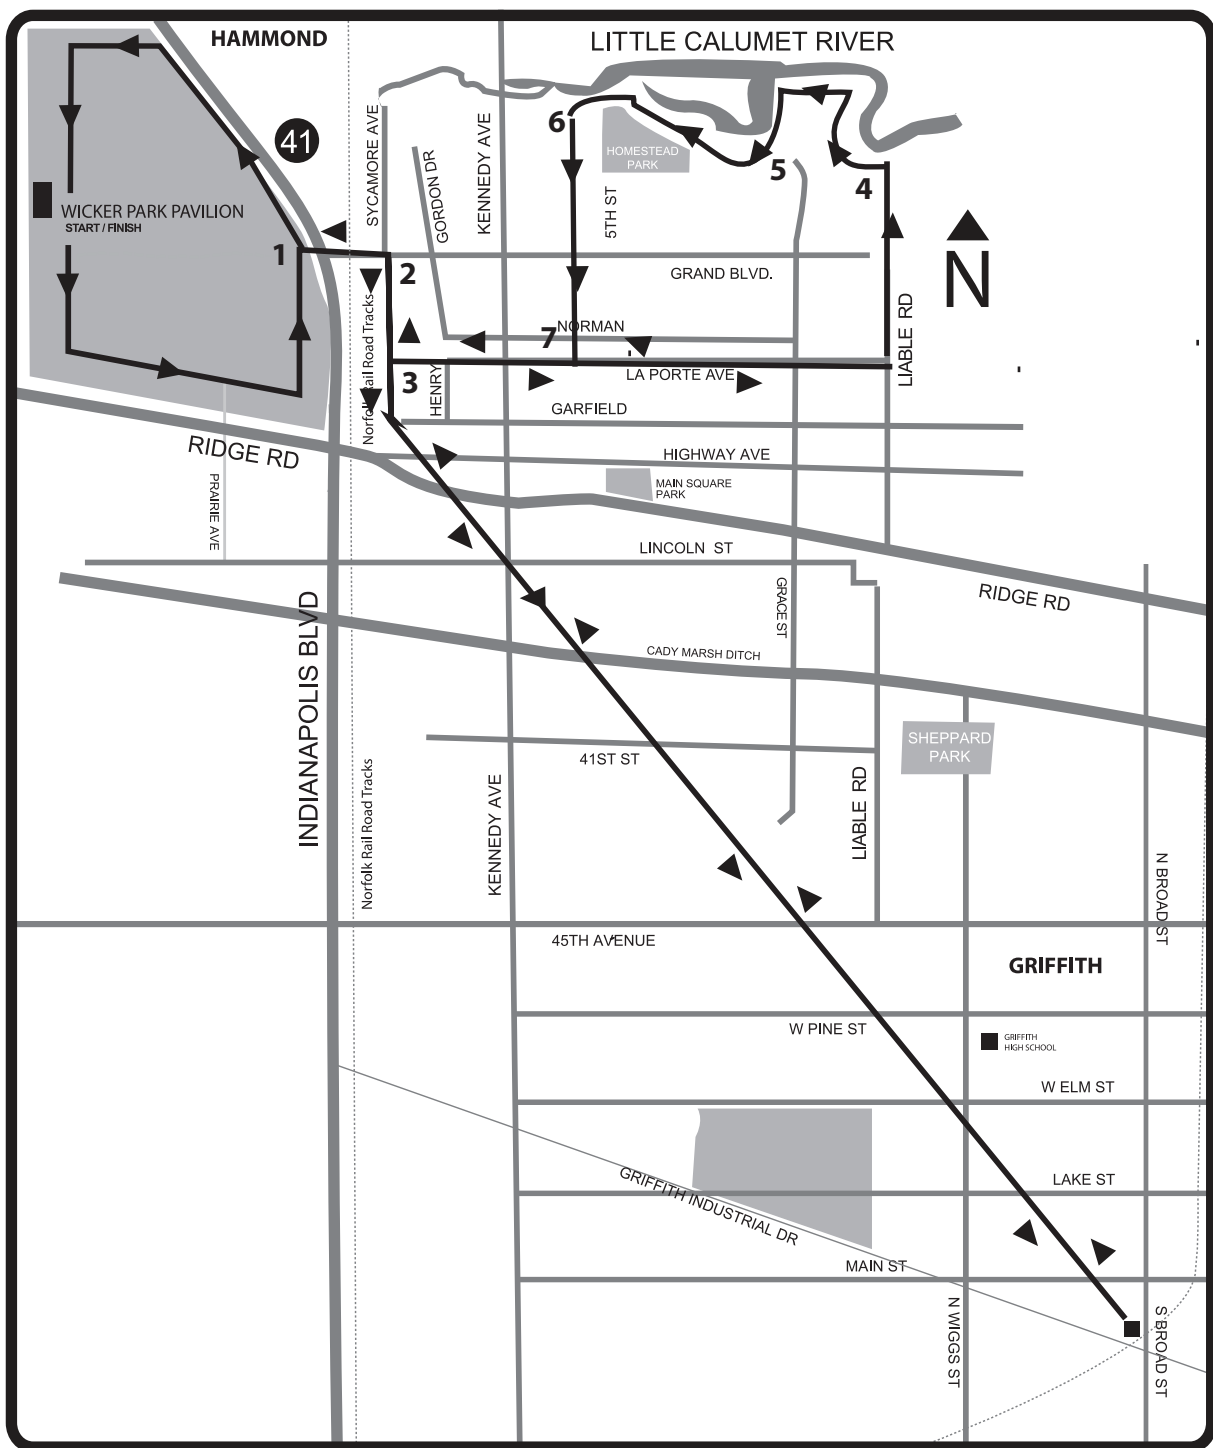 HAMMOND
LITTLE CALUMET RIVER
41
SYCAMORE AVE
GORDON DR
KENNEDY AVE
6
HOMESTEAD
PARK
5TH ST
5
4
WICKER PARK PAVILION
START / FINISH
1
2
GRAND BLVD.
N
Norfolk Rail Road Tracks
7
NORMAN
LIABLE RD
3
HENRY
LA PORTE AVE
GARFIELD
RIDGE RD
HIGHWAY AVE
MAIN SQUARE
PARK
PRAIRIE AVE
LINCOLN ST
RIDGE RD
GRACE ST
INDIANAPOLIS BLVD
CADY MARSH DITCH
41ST ST
SHEPPARD
PARK
Norfolk Rail Road Tracks
KENNEDY AVE
LIABLE RD
N BROAD ST
45TH AVENUE
GRIFFITH
W PINE ST
GRIFFITH
HIGH SCHOOL
W ELM ST
GRIFFITH INDUSTRIAL DR
LAKE ST
MAIN ST
N WIGGS ST
S BROAD ST